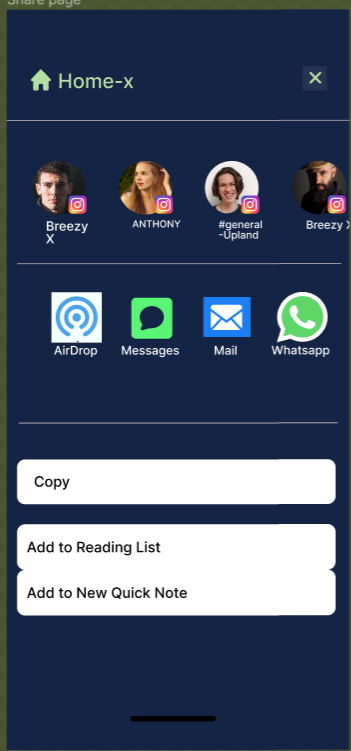 Share page
Home-x
Breezy
X
ANTHONY
#general
-Upland
Breezy X
AirDrop
Messages
Mail
Whatsapp
Copy
Add to Reading List
Add to New Quick Note